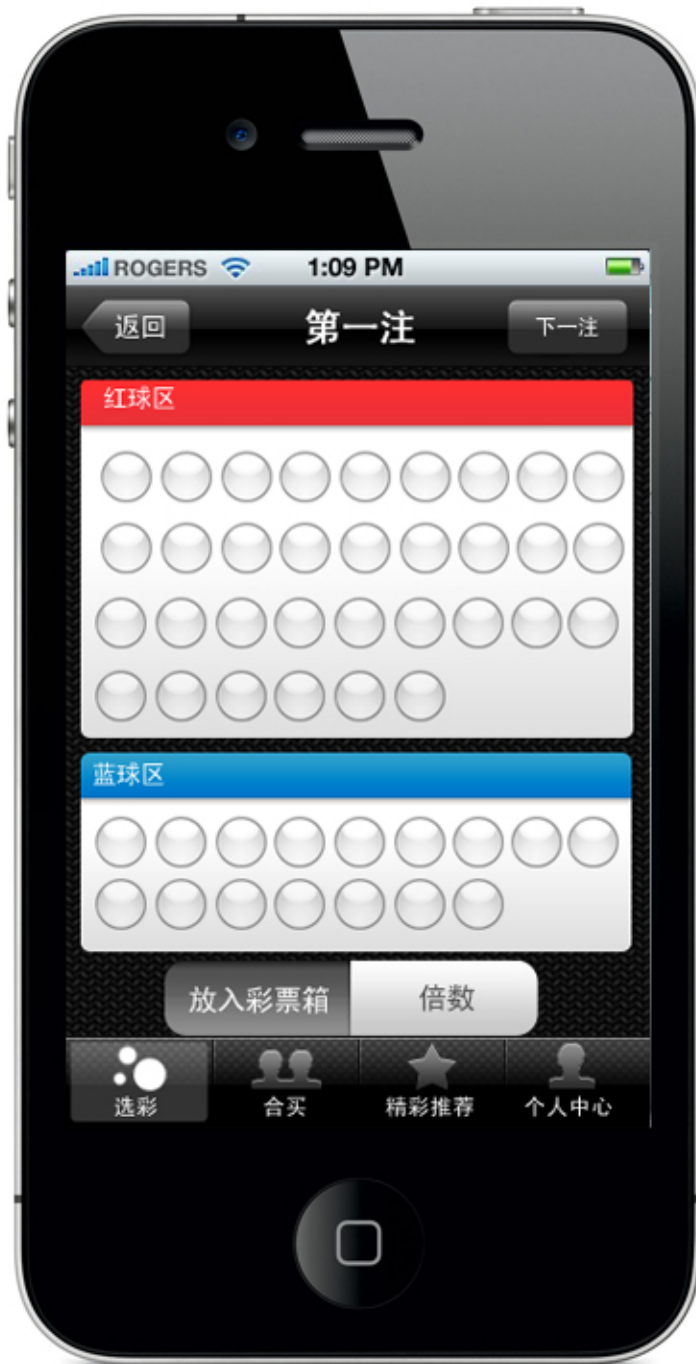 ROGERS 1:09 PM
返回 第一注 下一注
红球区
蓝球区
放入彩票箱 倍数
选彩 合买 精彩推荐 个人中心